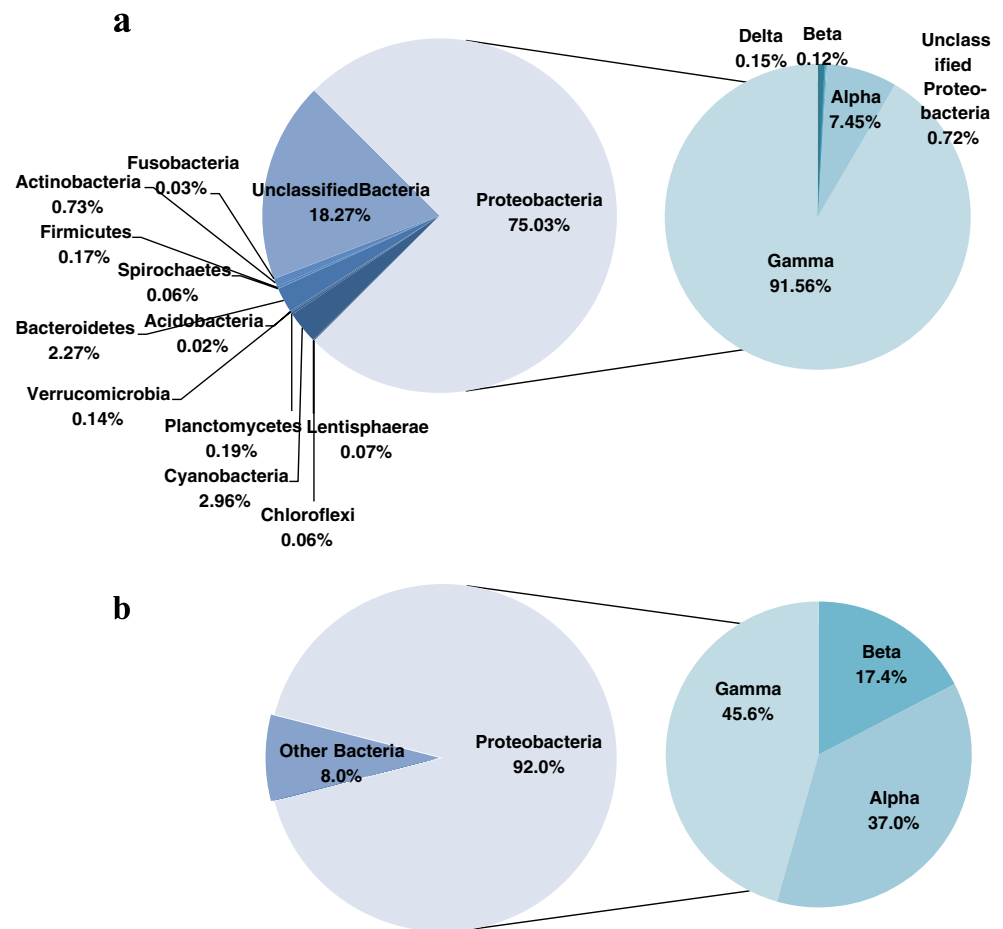 a
Delta
0.15%
Beta
0.12%
Unclass
ified
Proteo-
bacteria
0.72%
Alpha
7.45%
Gamma
91.56%
Proteobacteria
75.03%
UnclassifiedBacteria
18.27%
Fusobacteria
0.03%
Actinobacteria
0.73%
Firmicutes
0.17%
Spirochaetes
0.06%
Bacteroidetes
2.27%
Acidobacteria
0.02%
Verrucomicrobia
0.14%
Planctomycetes
0.19%
Lentisphaerae
0.07%
Cyanobacteria
2.96%
Chloroflexi
0.06%
b
Other Bacteria
8.0%
Proteobacteria
92.0%
Gamma
45.6%
Beta
17.4%
Alpha
37.0%